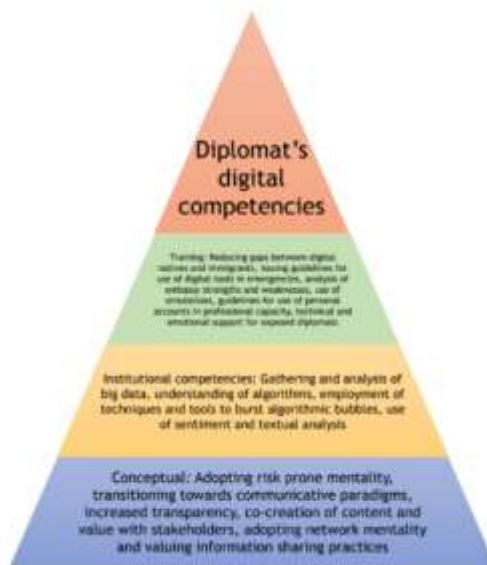 Diplomat's
digital
competencies
Training: Reducing gaps between digital
natives and immigrants, issuing guidelines for
use of digital tools in emergencies, analysis of
embassy strengths and weaknesses, use of
simulations, guidelines for use of personal
accounts in professional capacity, technical and
emotional support for exposed diplomats
Institutional competencies: Gathering and analysis of
big data, understanding of algorithms, employment of
techniques and tools to burst algorithmic bubbles, use
of sentiment and textual analysis
Conceptual: Adopting risk prone mentality,
transitioning towards communicative paradigms,
increased transparency, co-creation of content and
value with stakeholders, adopting network mentality
and valuing information sharing practices